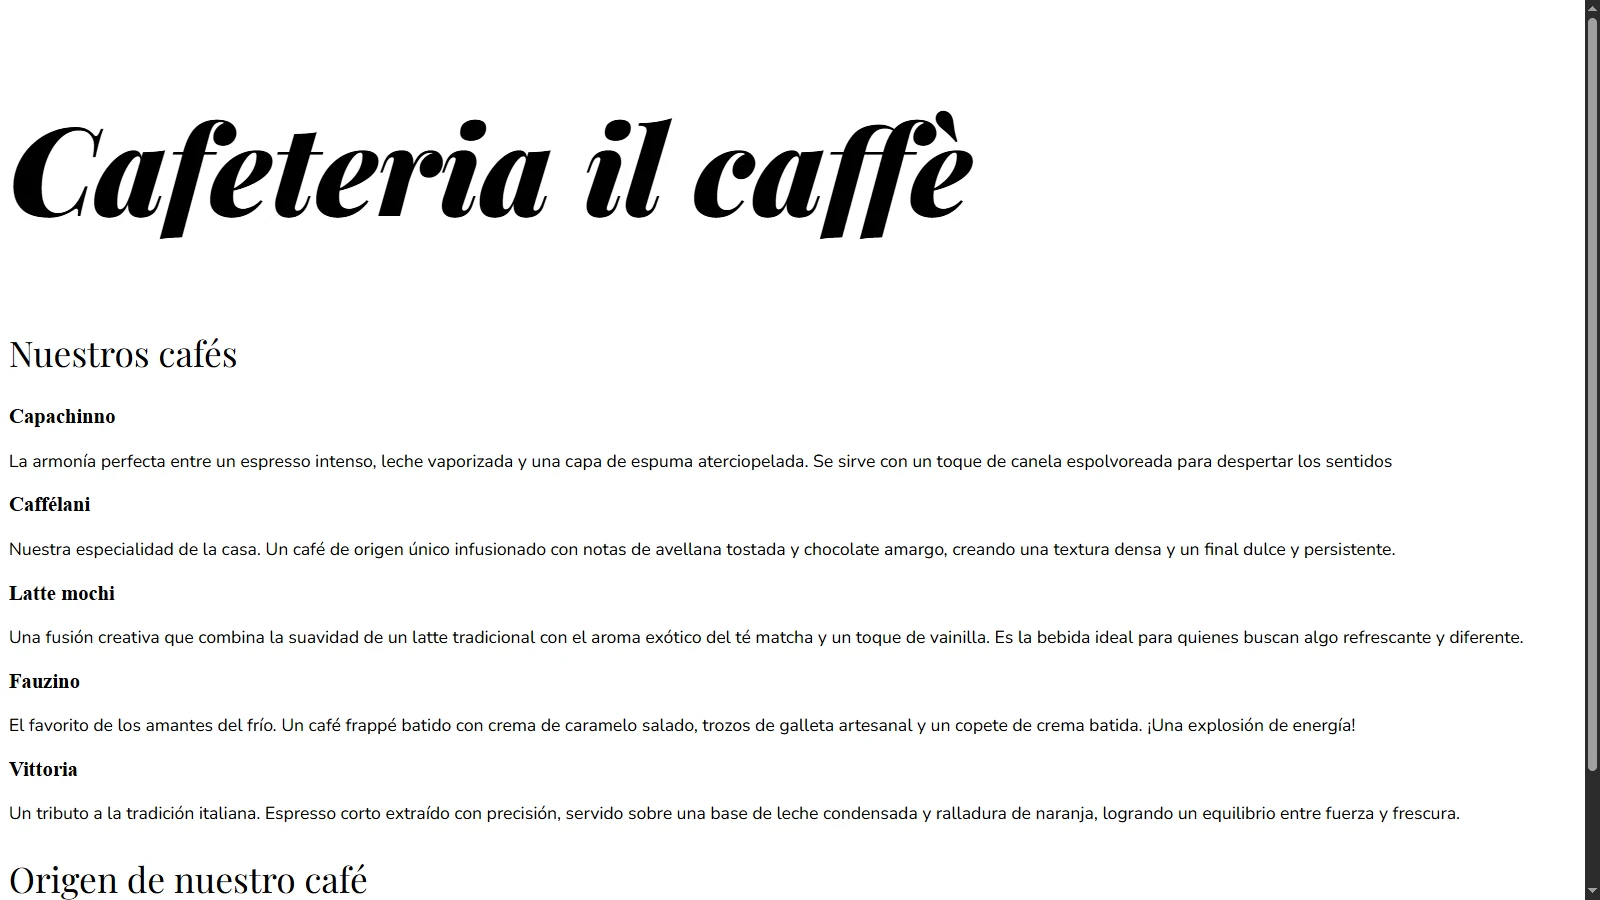 Cafeteria il caffè
Nuestros cafés
Capachinno
La armonía perfecta entre un espresso intenso, leche vaporizada y una capa de espuma aterciopelada. Se sirve con un toque de canela espolvoreada para despertar los sentidos
Caffélani
Nuestra especialidad de la casa. Un café de origen único infusionado con notas de avellana tostada y chocolate amargo, creando una textura densa y un final dulce y persistente.
Latte mochi
Una fusión creativa que combina la suavidad de un latte tradicional con el aroma exótico del té matcha y un toque de vainilla. Es la bebida ideal para quienes buscan algo refrescante y diferente.
Fauzino
El favorito de los amantes del frío. Un café frappé batido con crema de caramelo salado, trozos de galleta artesanal y un copete de crema batida. ¡Una explosión de energía!
Vittoria
Un tributo a la tradición italiana. Espresso corto extraído con precisión, servido sobre una base de leche condensada y ralladura de naranja, logrando un equilibrio entre fuerza y frescura.
Origen de nuestro café